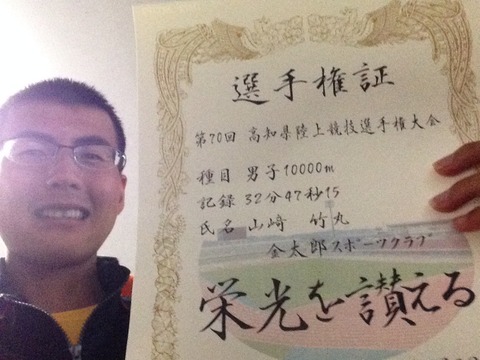 選手権証
第70回 高知県陸上競技選手権大会
種目 男子10000m
記録 32分47秒15
氏名 山﨑 竹丸
金太郎スポーツクラブ
栄光を讃える